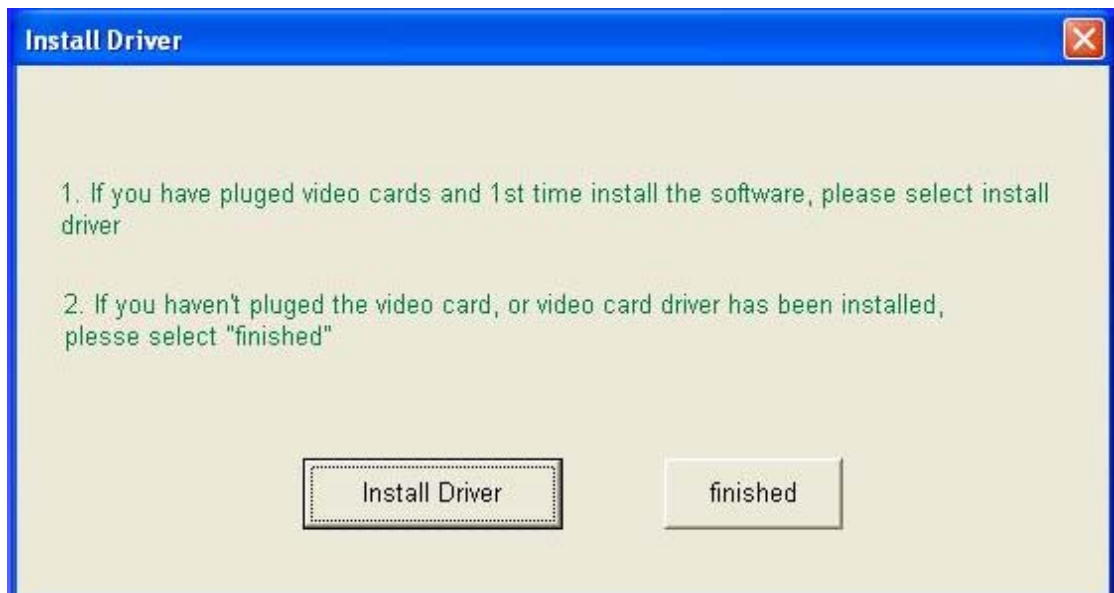 Install Driver
1. If you have pluged video cards and 1st time install the software, please select install
driver
2. If you haven't pluged the video card, or video card driver has been installed,
plesse select "finished"
Install Driver
finished